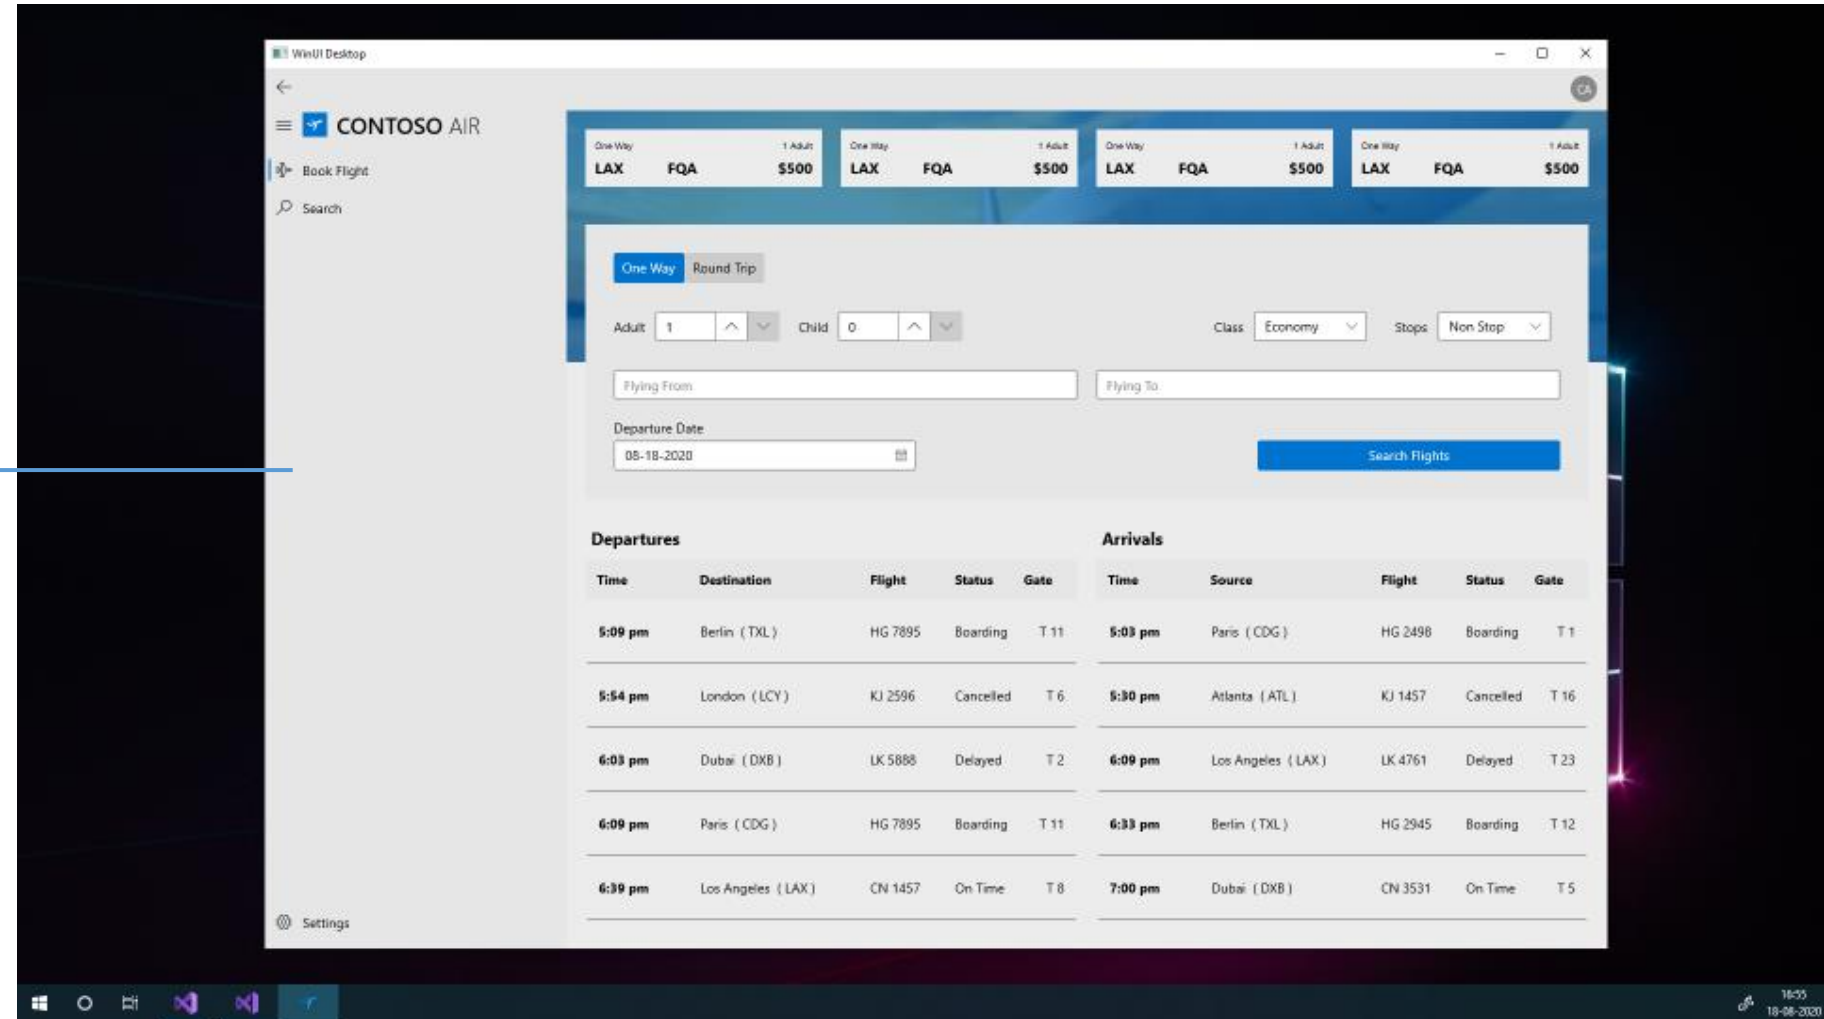 WinUI Desktop
CA
CONTOSO AIR
Book Flight
Search
One Way 1 Adult
LAX FQA $500
One Way 1 Adult
LAX FQA $500
One Way 1 Adult
LAX FQA $500
One Way 1 Adult
LAX FQA $500
One Way Round Trip
Adult 1 Child 0 Class Economy Stops Non Stop
Flying From Flying To
Departure Date
08-18-2020 Search Flights
Departures
Time Destination Flight Status Gate
5:09 pm Berlin ( TXL ) HG 7895 Boarding T 11
5:54 pm London ( LCY ) KJ 2596 Cancelled T 6
6:03 pm Dubai ( DXB ) LK 5888 Delayed T 2
6:09 pm Paris ( CDG ) HG 7895 Boarding T 11
6:39 pm Los Angeles ( LAX ) CN 1457 On Time T 8
Arrivals
Time Source Flight Status Gate
5:03 pm Paris ( CDG ) HG 2498 Boarding T 1
5:30 pm Atlanta ( ATL ) KJ 1457 Cancelled T 16
6:09 pm Los Angeles ( LAX ) LK 4761 Delayed T 23
6:33 pm Berlin ( TXL ) HG 2945 Boarding T 12
7:00 pm Dubai ( DXB ) CN 3531 On Time T 5
Settings
16:55
18-08-2020